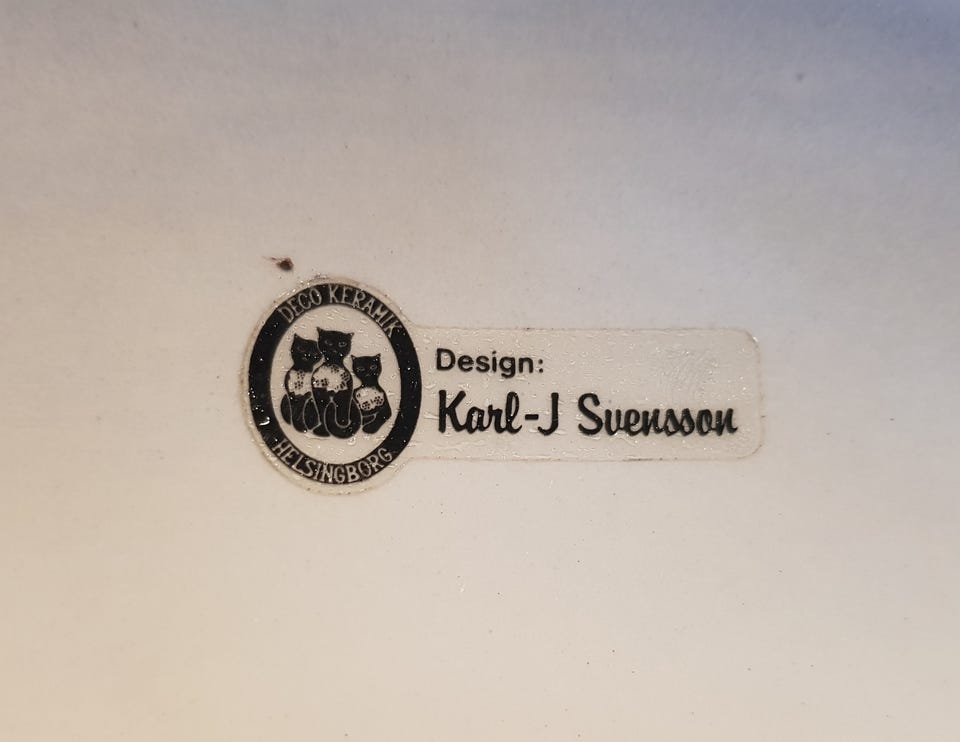 DECO KERAMIK
HELSINGBORG
Design:
Karl-J Svensson